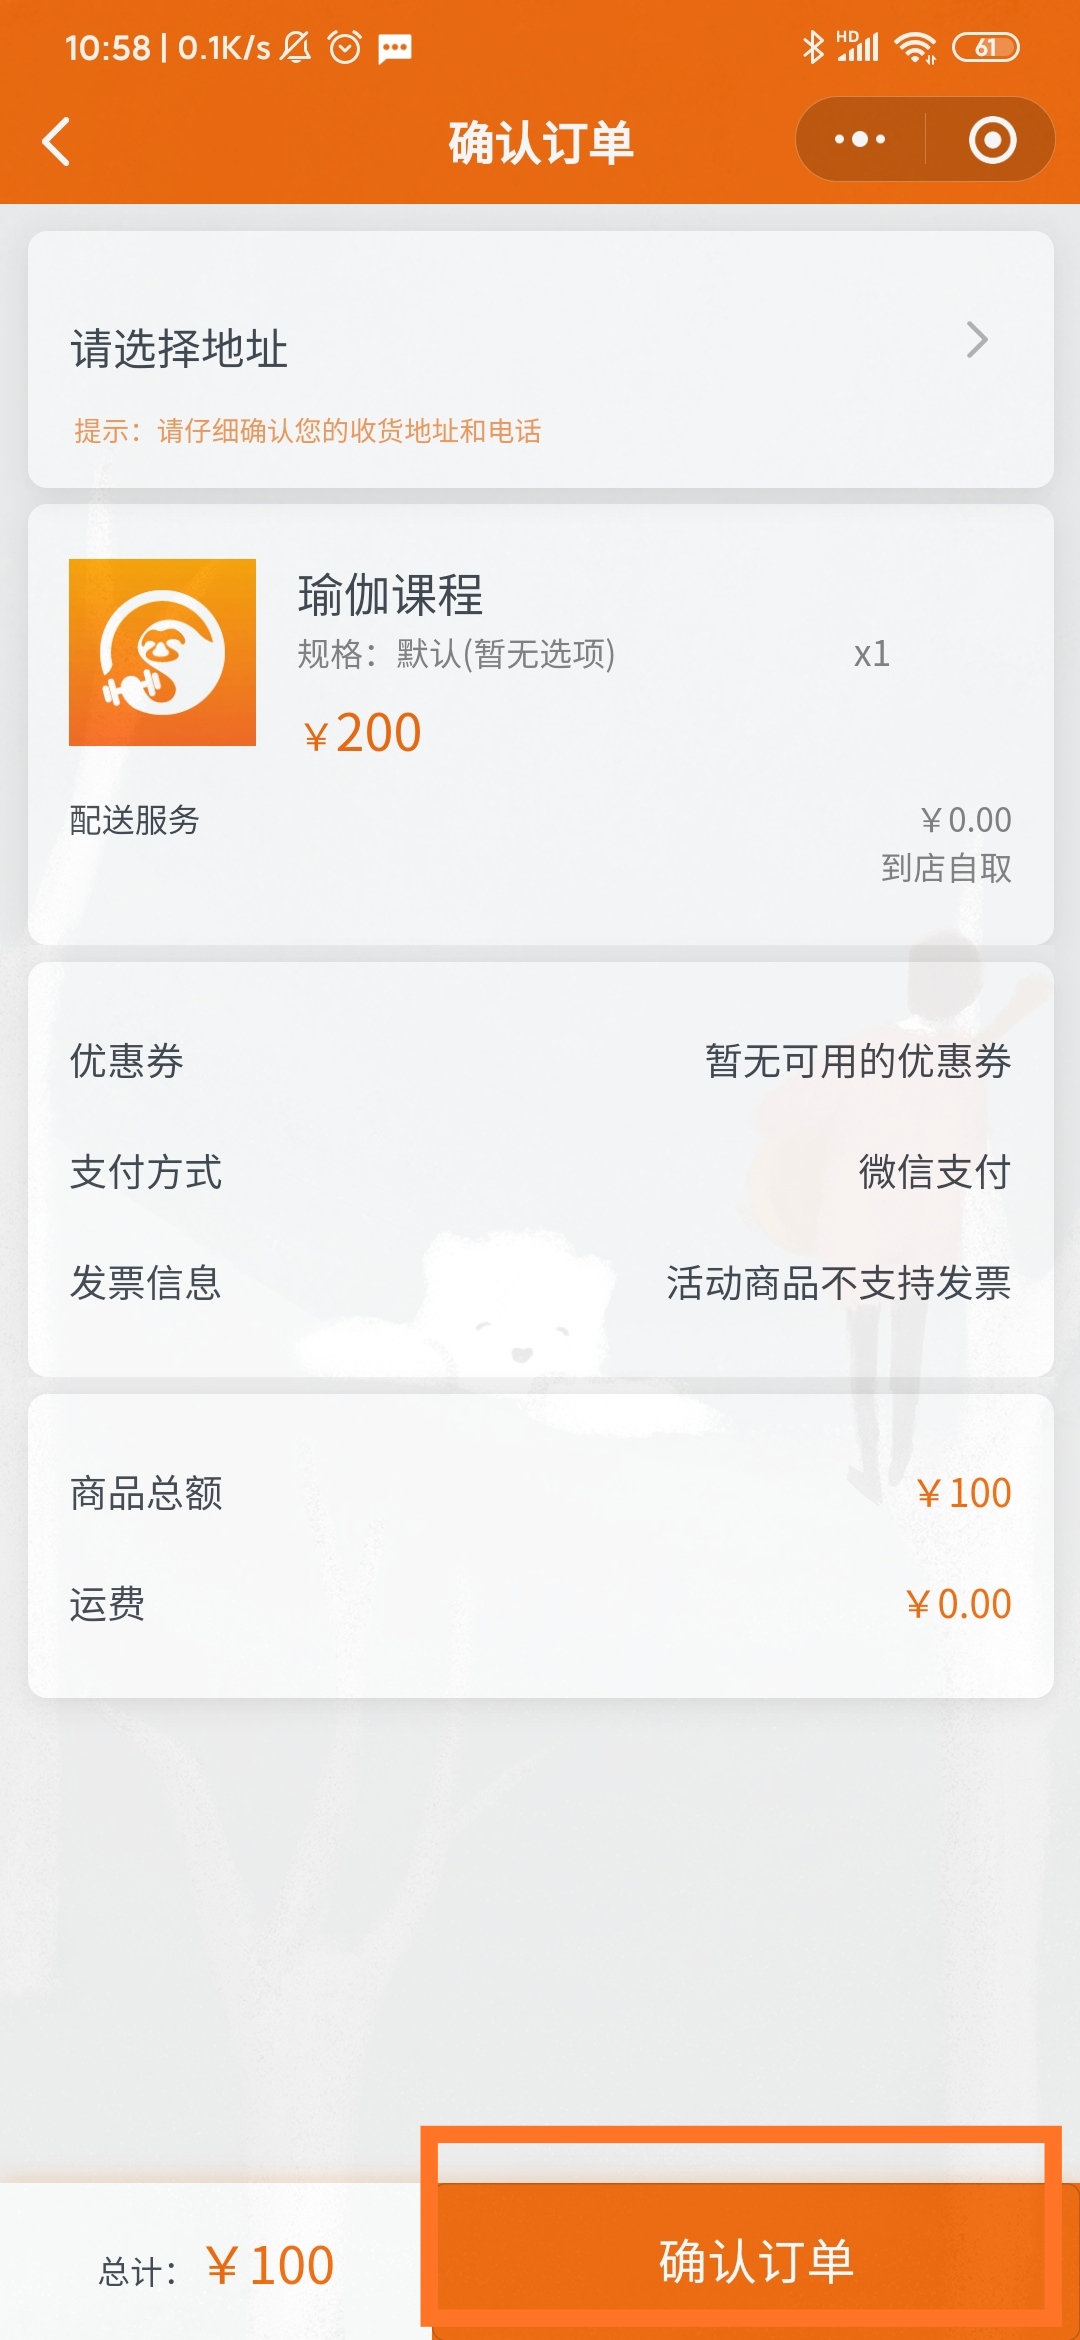 10:58 | 0.1K/s HD 61
确认订单
请选择地址
提示：请仔细确认您的收货地址和电话
瑜伽课程
规格：默认(暂无选项) x1
￥200
配送服务 ￥0.00
到店自取
优惠券 暂无可用的优惠券
支付方式 微信支付
发票信息 活动商品不支持发票
商品总额 ￥100
运费 ￥0.00
总计：￥100 确认订单